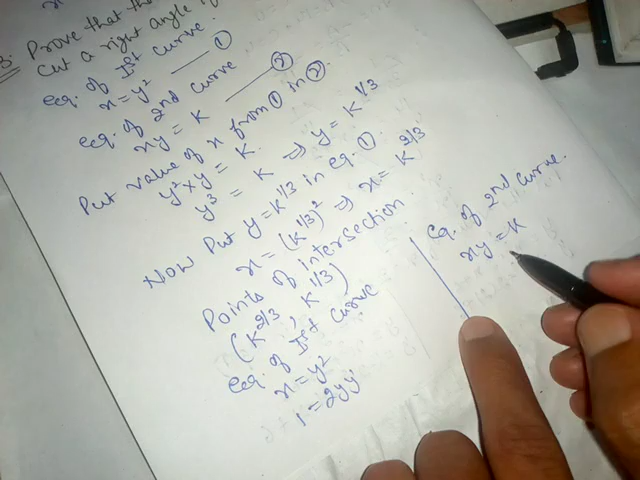 3. Prove that the
cut a right angle if
eq. of Ist curve.
x = y² — ①
eq. of 2nd curve
xy = K — ②
Put value of x from ① in ②.
y² × y = K.
y³ = K ⇒ y = K^1/3
Now Put y = K^1/3 in eq. ①.
x = (K^1/3)² ⇒ x = K^2/3
Points of intersection.
(K^2/3, K^1/3)
eq. of Ist curve
x = y²
1 = 2yy'
Eq. of 2nd curve.
xy = K